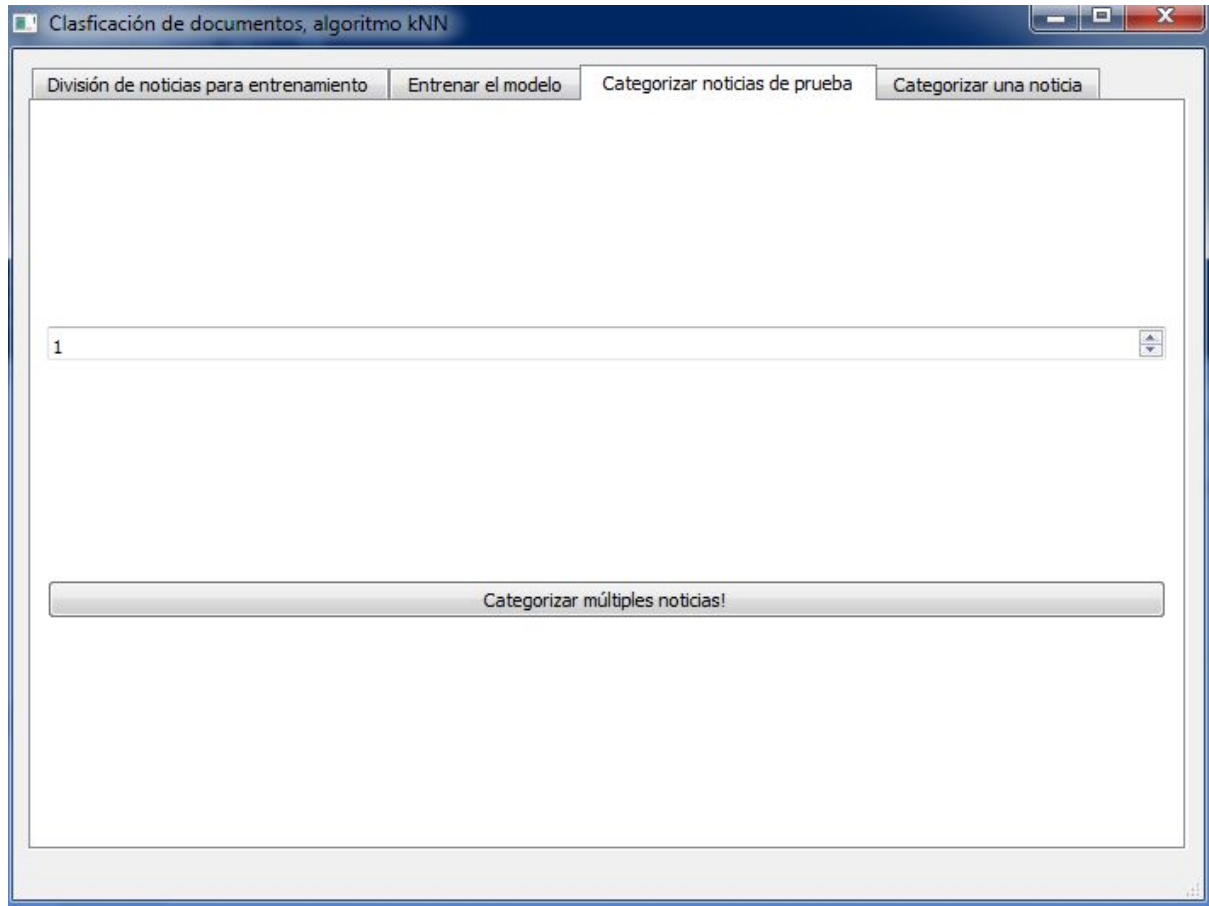 Clasficación de documentos, algoritmo kNN
División de noticias para entrenamiento Entrenar el modelo Categorizar noticias de prueba Categorizar una noticia
1
Categorizar múltiples noticias!